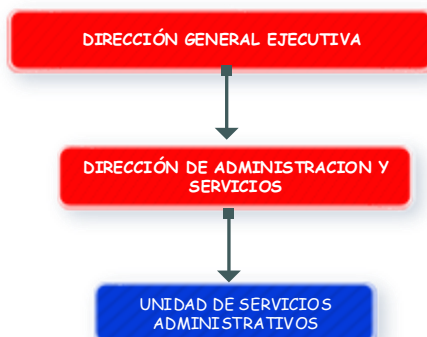 DIRECCIÓN GENERAL EJECUTIVA
DIRECCIÓN DE ADMINISTRACION Y
SERVICIOS
UNIDAD DE SERVICIOS
ADMINISTRATIVOS